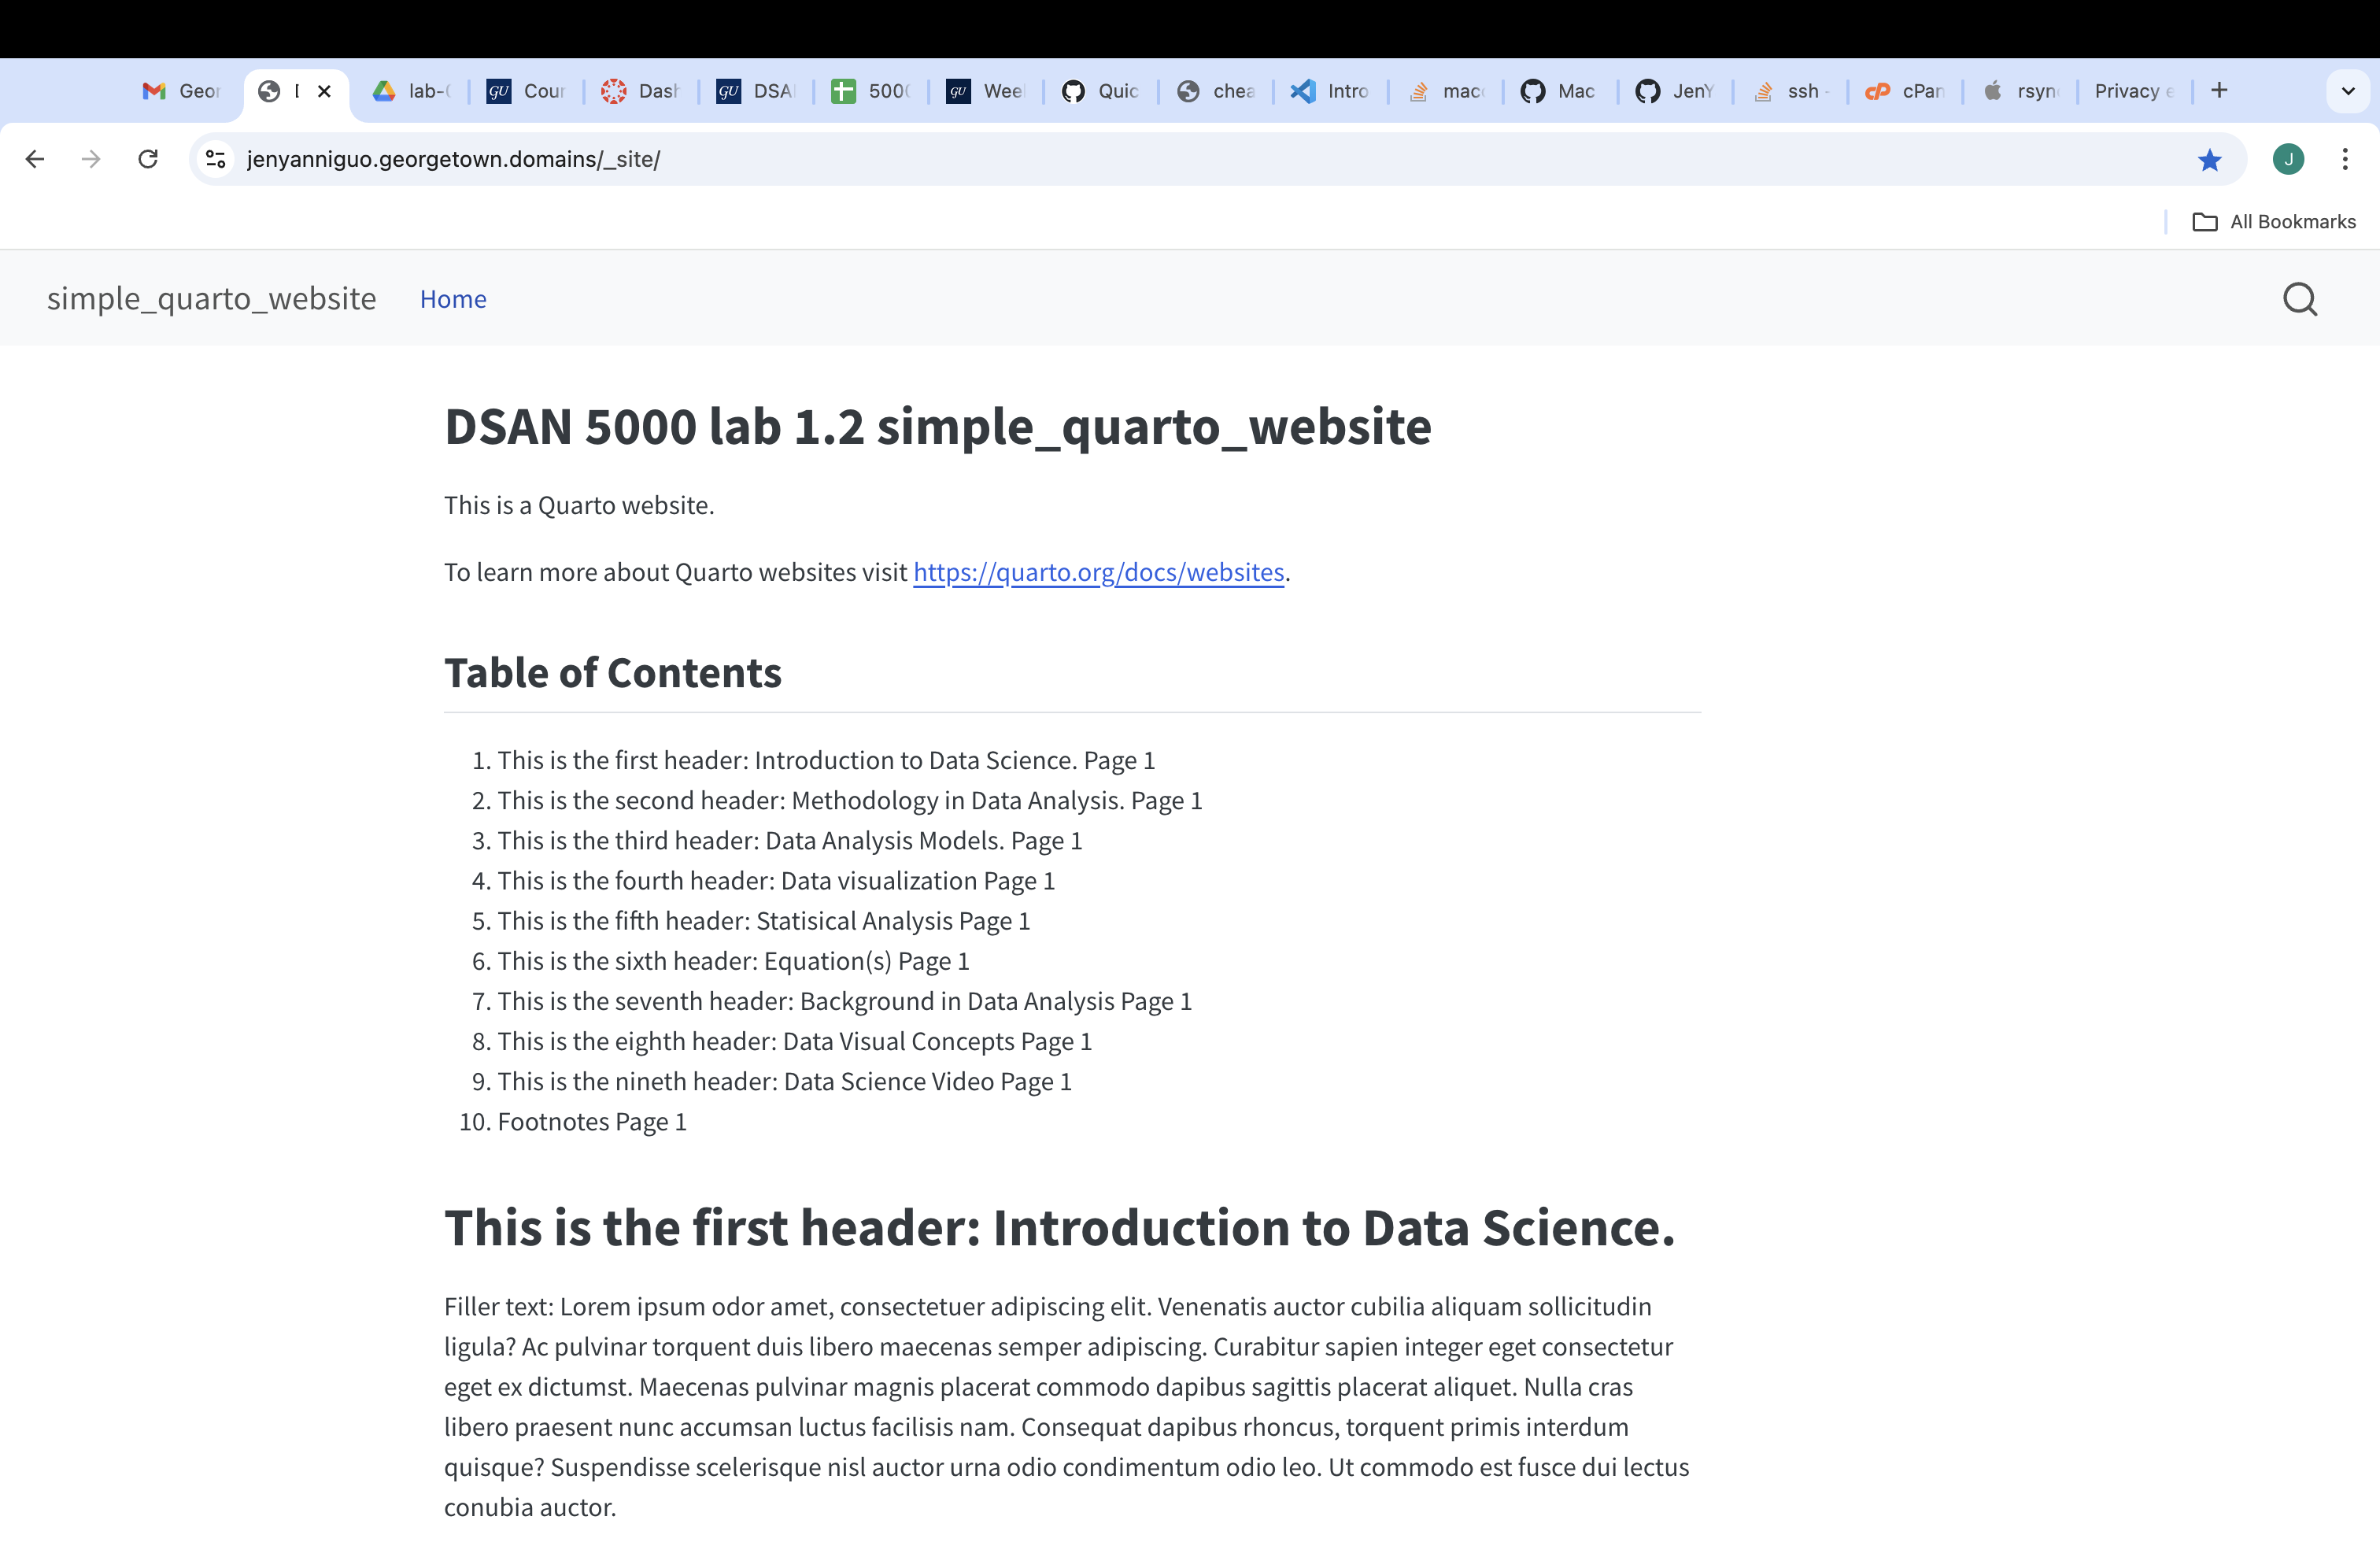 Geor
lab-
GU Cour
Dash
GU DSA
500
GU Wee
Quic
chea
Intro
mac
Mac
JenY
ssh -
cPan
rsyn
Privacy
jenyanniguo.georgetown.domains/_site/
J
All Bookmarks
simple_quarto_website Home
DSAN 5000 lab 1.2 simple_quarto_website
This is a Quarto website.
To learn more about Quarto websites visit https://quarto.org/docs/websites.
Table of Contents
1. This is the first header: Introduction to Data Science. Page 1
2. This is the second header: Methodology in Data Analysis. Page 1
3. This is the third header: Data Analysis Models. Page 1
4. This is the fourth header: Data visualization Page 1
5. This is the fifth header: Statisical Analysis Page 1
6. This is the sixth header: Equation(s) Page 1
7. This is the seventh header: Background in Data Analysis Page 1
8. This is the eighth header: Data Visual Concepts Page 1
9. This is the nineth header: Data Science Video Page 1
10. Footnotes Page 1
This is the first header: Introduction to Data Science.
Filler text: Lorem ipsum odor amet, consectetuer adipiscing elit. Venenatis auctor cubilia aliquam sollicitudin
ligula? Ac pulvinar torquent duis libero maecenas semper adipiscing. Curabitur sapien integer eget consectetur
eget ex dictumst. Maecenas pulvinar magnis placerat commodo dapibus sagittis placerat aliquet. Nulla cras
libero praesent nunc accumsan luctus facilisis nam. Consequat dapibus rhoncus, torquent primis interdum
quisque? Suspendisse scelerisque nisl auctor urna odio condimentum odio leo. Ut commodo est fusce dui lectus
conubia auctor.